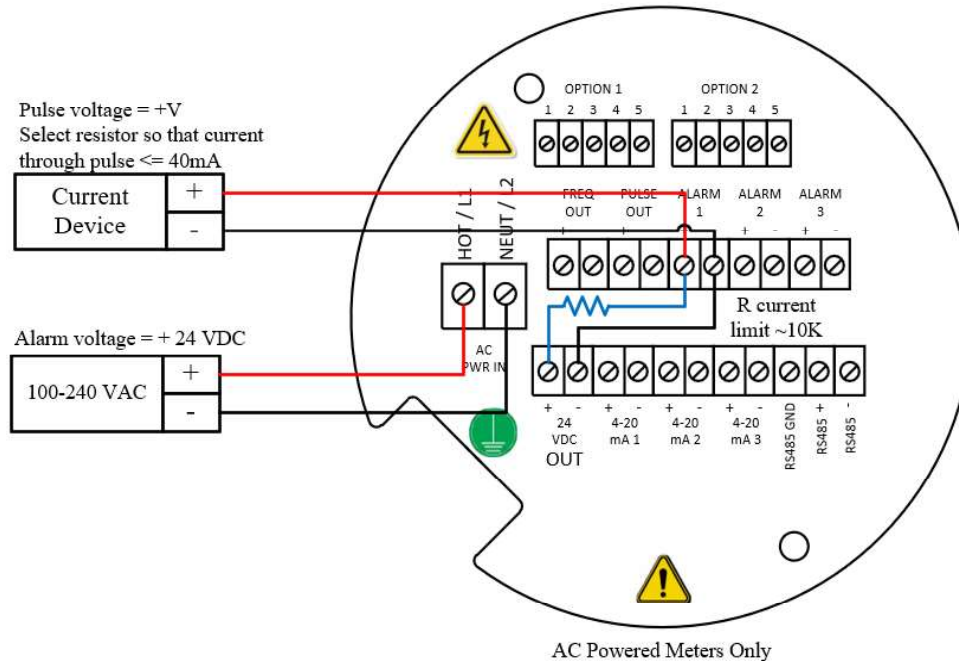 Pulse voltage = +V
Select resistor so that current
through pulse <= 40mA
Current
Device
+
-
Alarm voltage = + 24 VDC
100-240 VAC
+
-
OPTION 1
1 2 3 4 5
OPTION 2
1 2 3 4 5
HOT / L1
NEUT / L2
AC
PWR IN
FREQ
OUT
PULSE
OUT
ALARM
1
ALARM
2
ALARM
3
+ - + - + -
R current
limit ~10K
+ - + - + - + -
24
VDC
OUT
4-20
mA 1
4-20
mA 2
4-20
mA 3
RS485 GND
RS485 +
RS485 -
AC Powered Meters Only